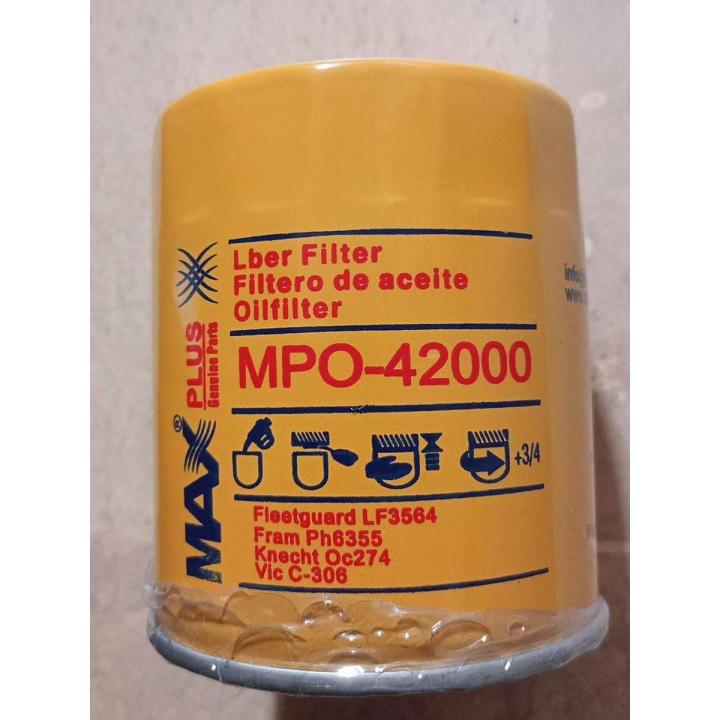 Lber Filter
Filtero de aceite
Oilfilter
MPO-42000
MAX®
PLUS
Genuine Parts
+3/4
Fleetguard LF3564
Fram Ph6355
Knecht Oc274
Vic C-306